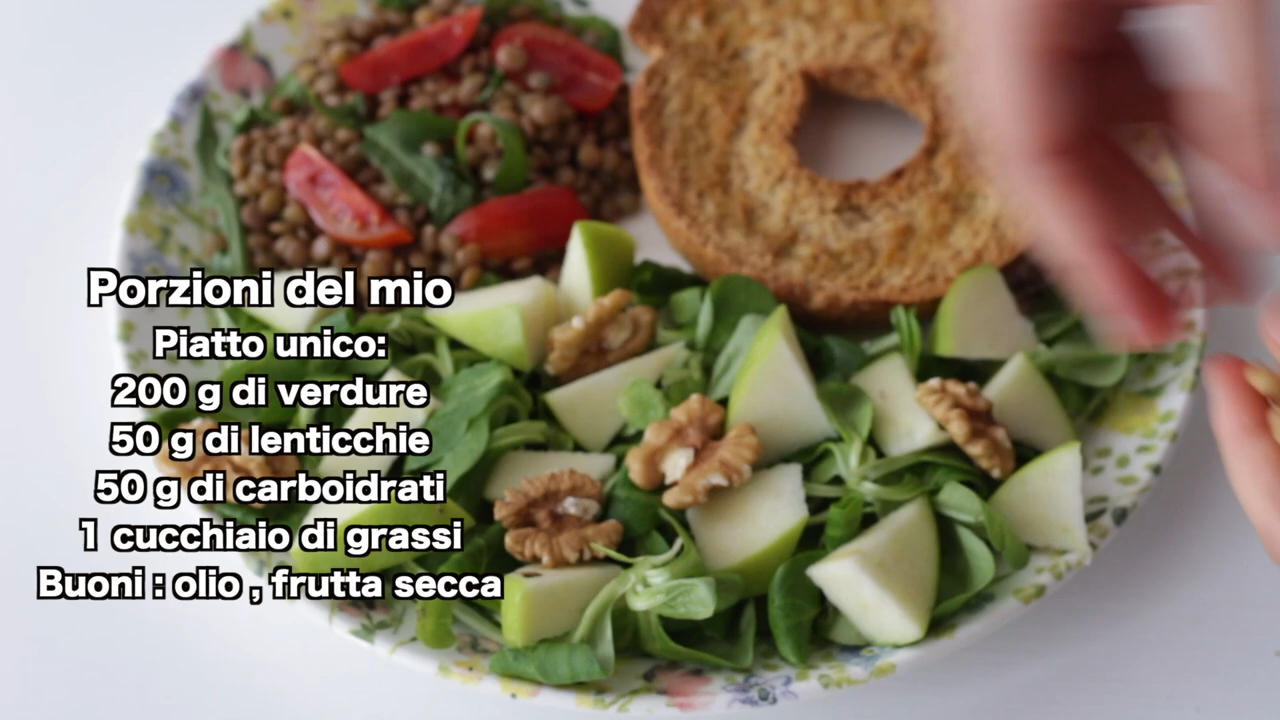 Porzioni del mio
Piatto unico:
200 g di verdure
50 g di lenticchie
50 g di carboidrati
1 cucchiaio di grassi
Buoni : olio , frutta secca